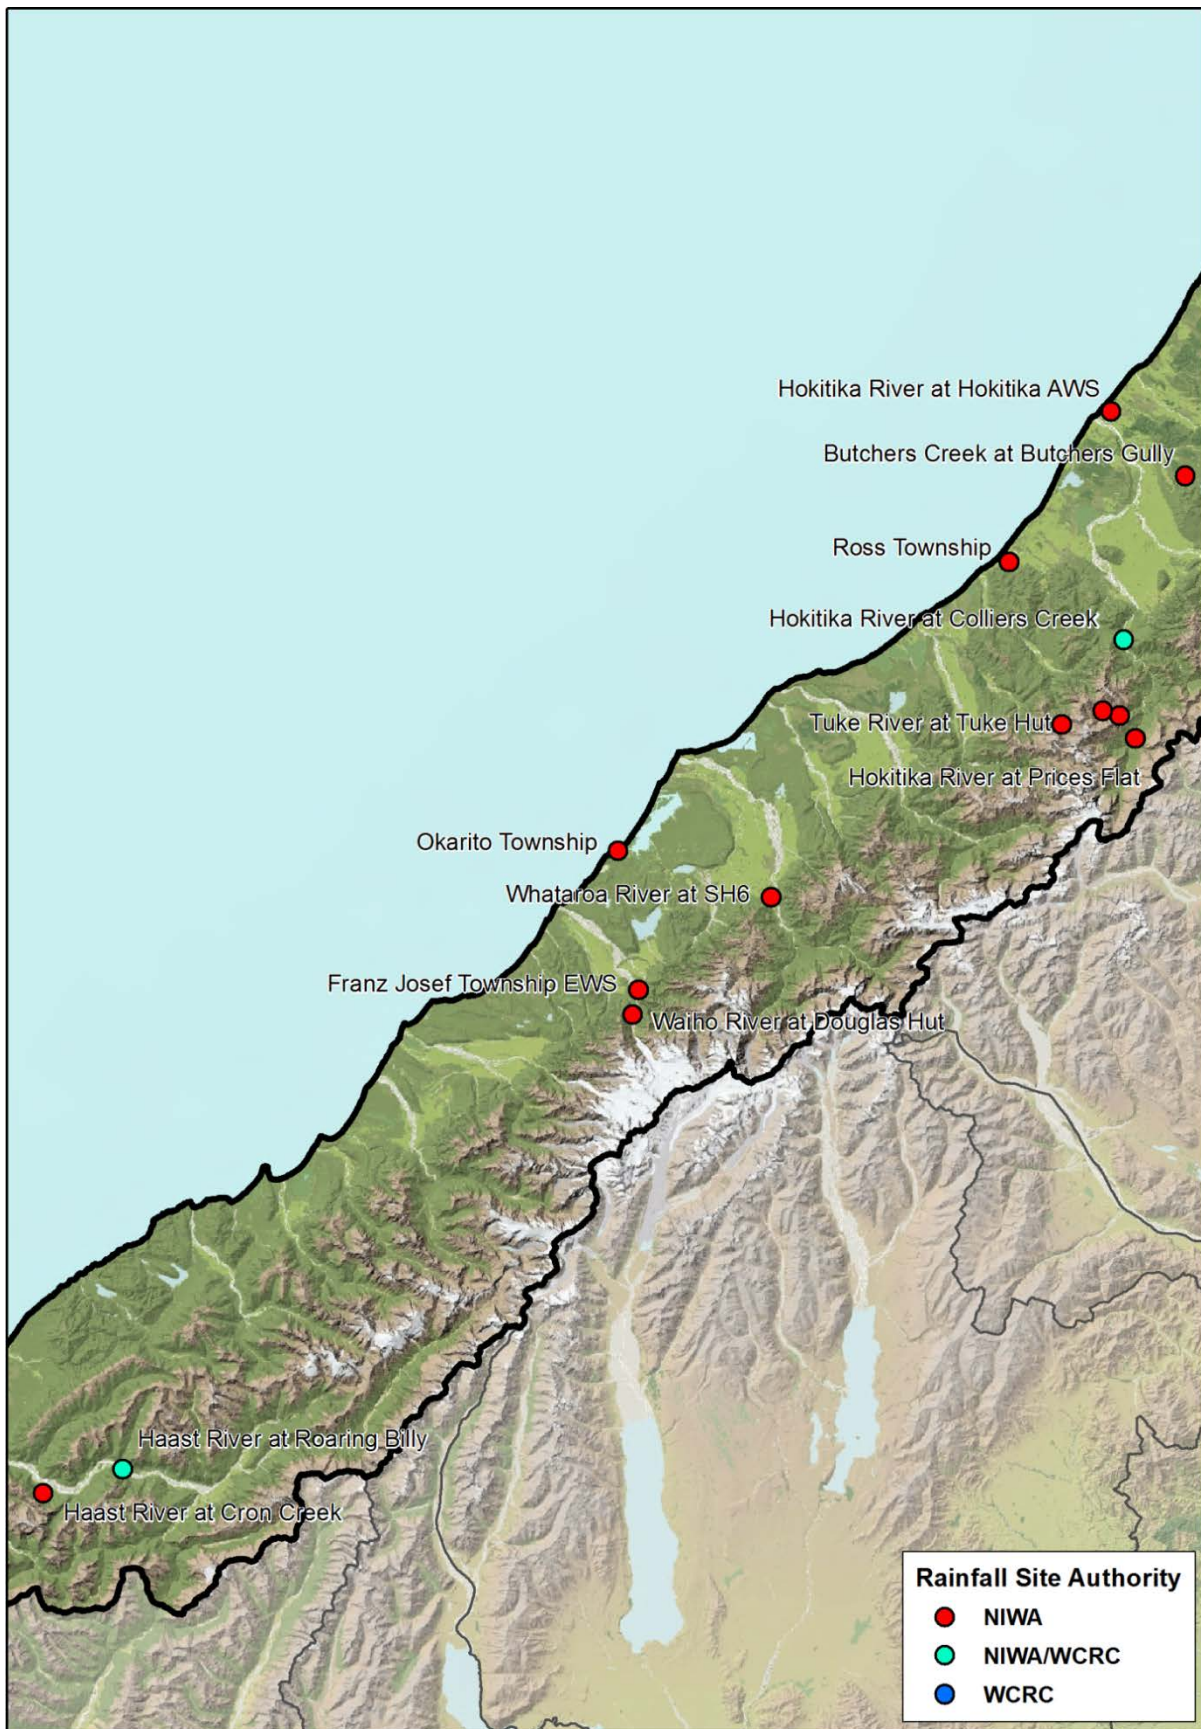 Hokitika River at Hokitika AWS
Butchers Creek at Butchers Gully
Ross Township
Hokitika River at Colliers Creek
Tuke River at Tuke Hut
Hokitika River at Prices Flat
Okarito Township
Whataroa River at SH6
Franz Josef Township EWS
Waiho River at Douglas Hut
Haast River at Roaring Billy
Haast River at Cron Creek
Rainfall Site Authority
NIWA
NIWA/WCRC
WCRC